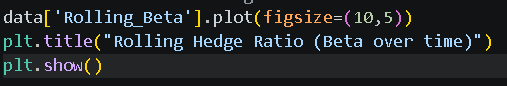 data['Rolling_Beta'].plot(figsize=(10,5))
plt.title("Rolling Hedge Ratio (Beta over time)")
plt.show()